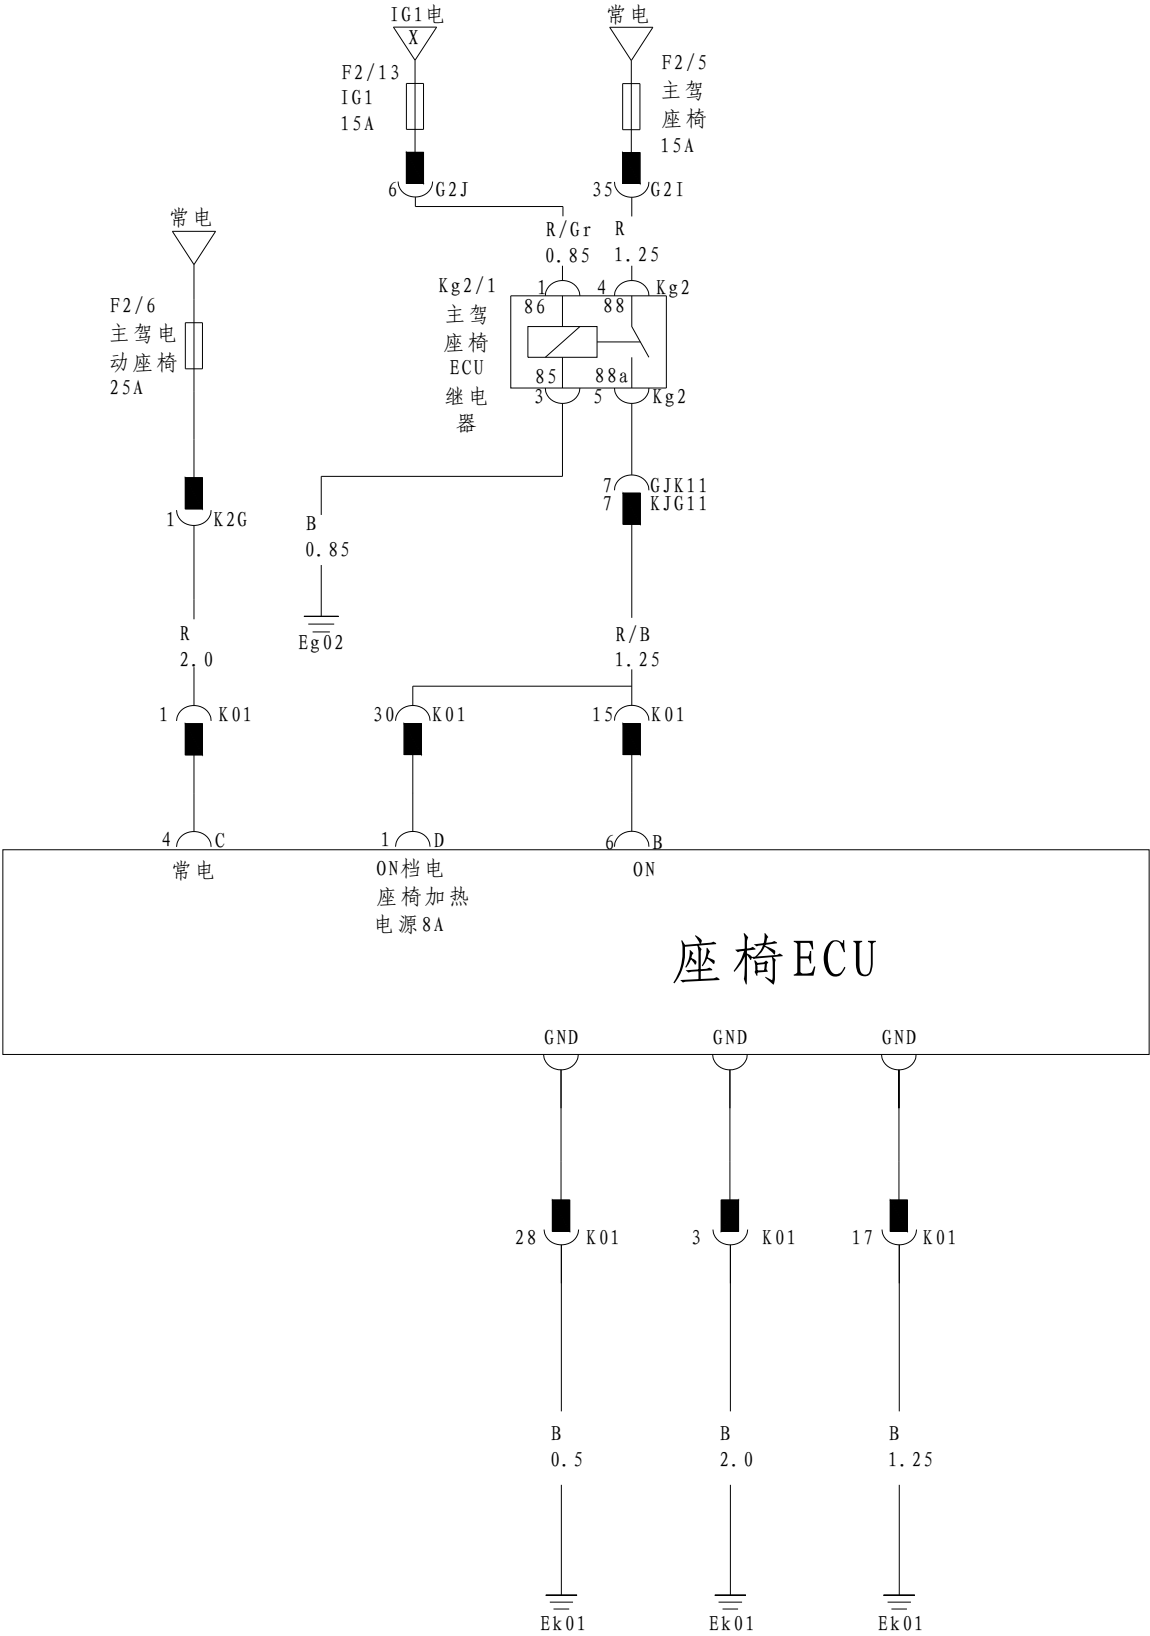 IG1电
X
常电
F2/13
IG1
15A
F2/5
主驾
座椅
15A
6
G2J
35
G2I
常电
R/Gr
0.85
R
1.25
F2/6
主驾电
动座椅
25A
Kg2/1
主驾
座椅
ECU
继电
器
1
4
Kg2
86
88
85
88a
3
5
Kg2
1
K2G
7
GJK11
7
KJG11
B
0.85
Eg02
R
2.0
R/B
1.25
1
K01
30
K01
15
K01
4
C
1
D
6
B
常电
ON档电
座椅加热
电源8A
ON
座椅ECU
GND
GND
GND
28
K01
3
K01
17
K01
B
0.5
B
2.0
B
1.25
Ek01
Ek01
Ek01